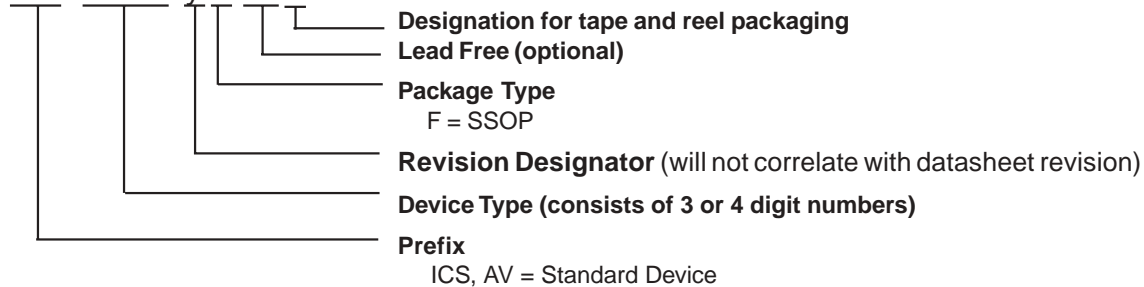 Designation for tape and reel packaging
Lead Free (optional)
Package Type
F = SSOP
Revision Designator (will not correlate with datasheet revision)
Device Type (consists of 3 or 4 digit numbers)
Prefix
ICS, AV = Standard Device